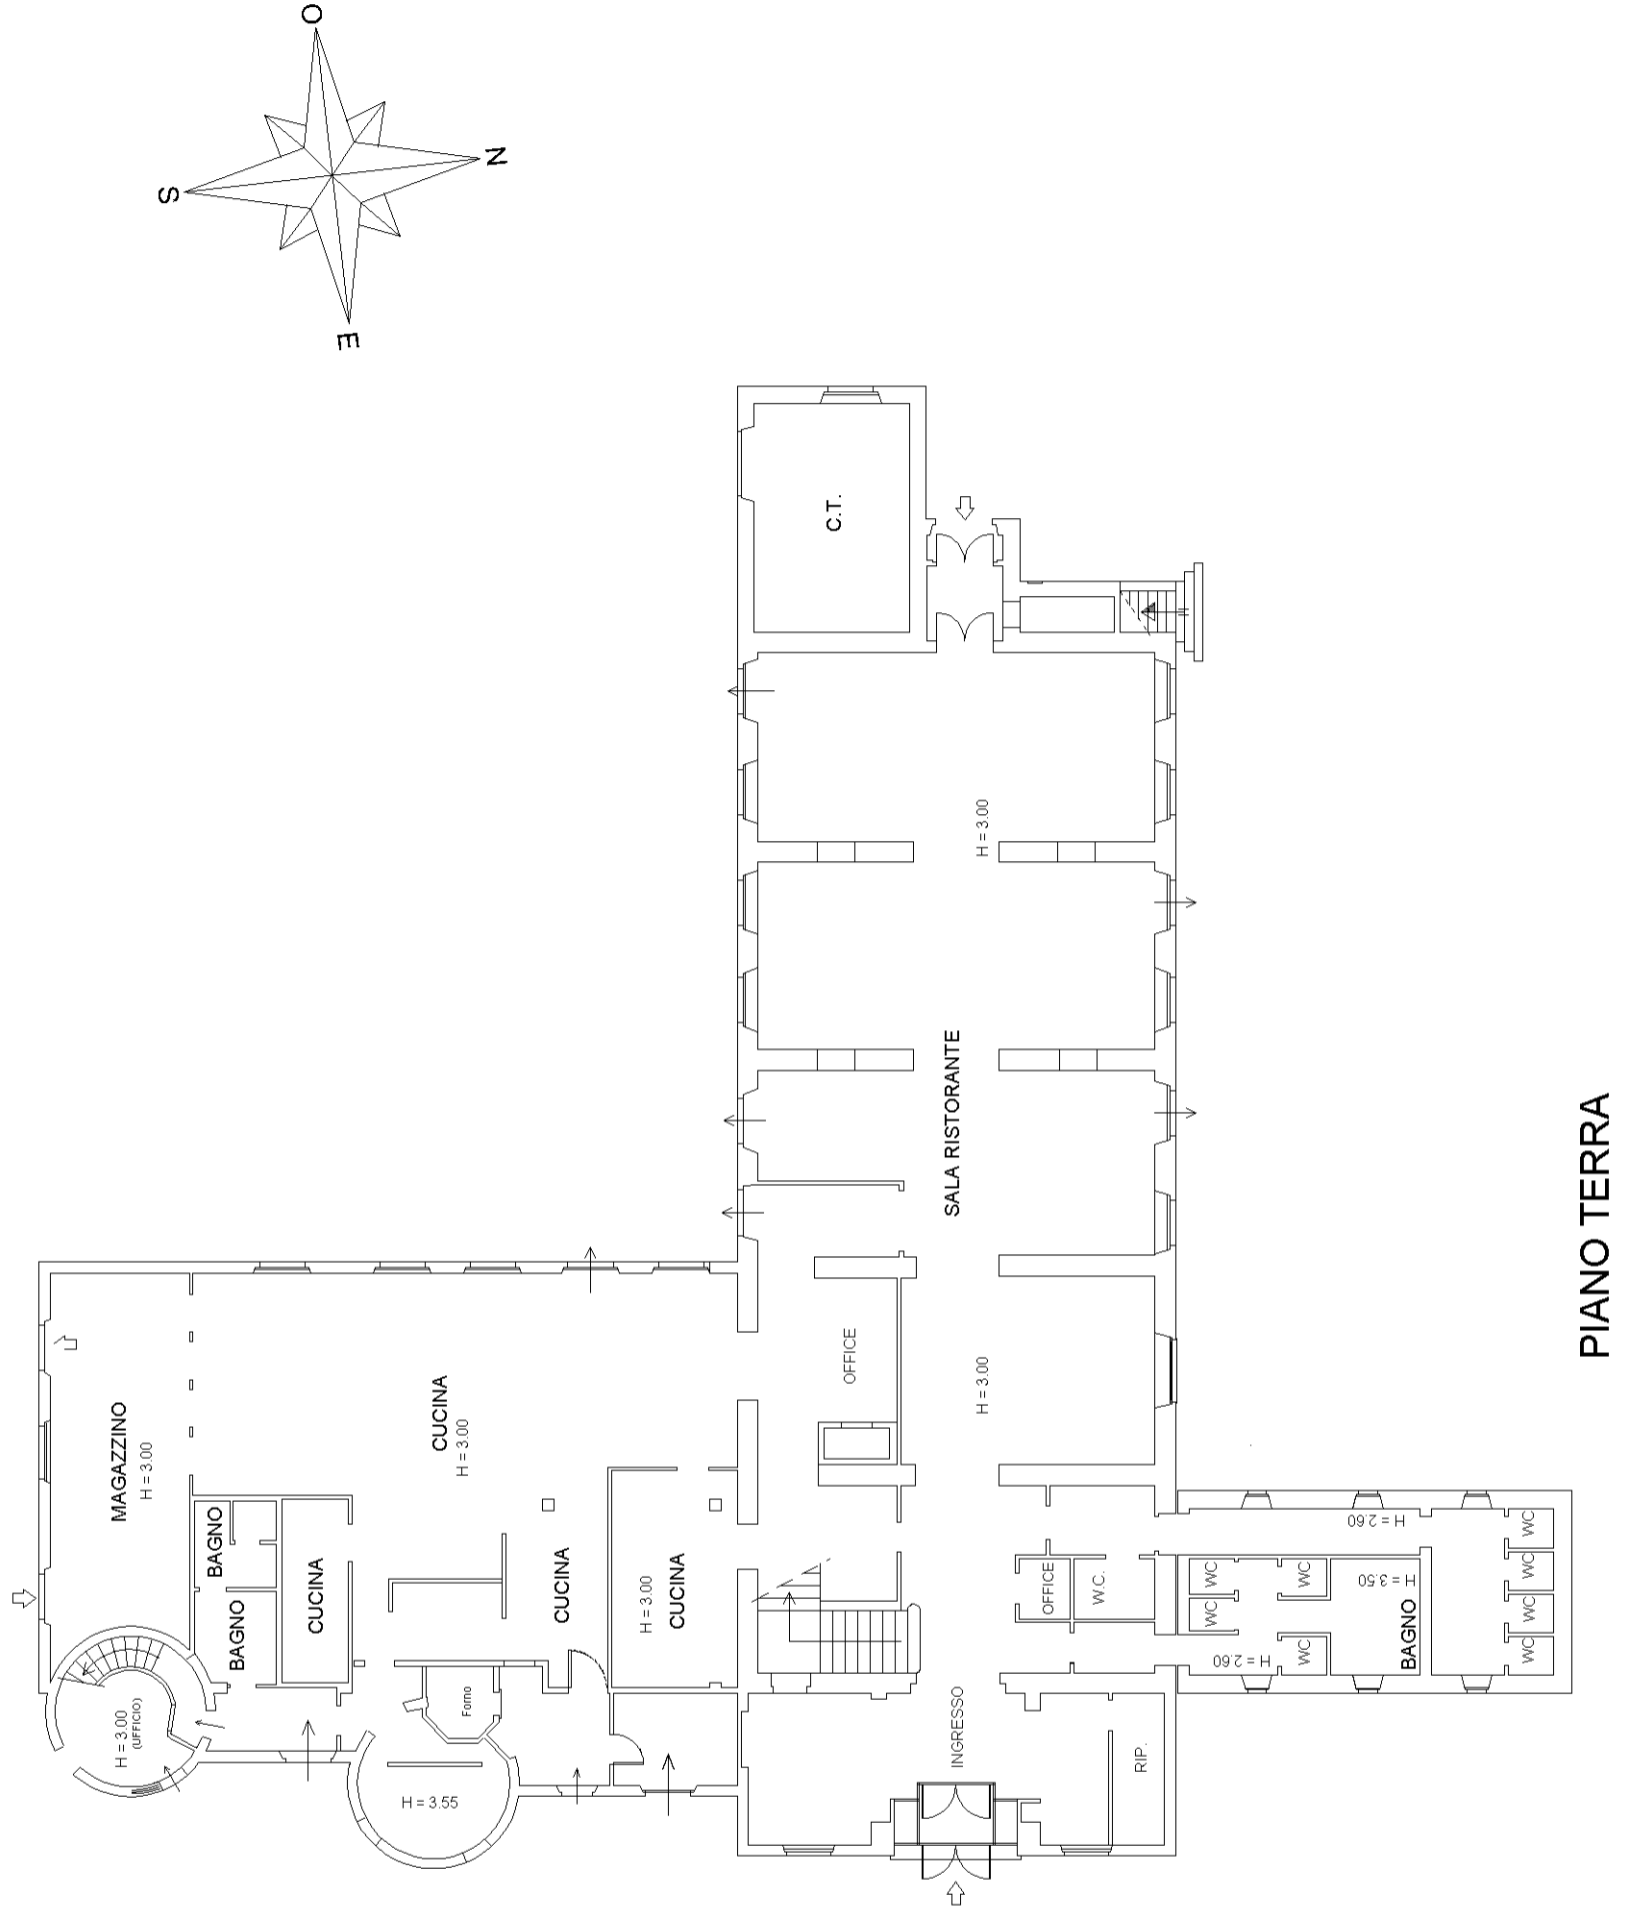 O
N
S
E
C.T.
H = 3.00
SALA RISTORANTE
PIANO TERRA
OFFICE
H = 3.00
MAGAZZINO
H = 3.00
CUCINA
H = 3.00
BAGNO
BAGNO
CUCINA
CUCINA
H = 3.00
CUCINA
OFFICE
W.C.
H = 2.60
WC
WC
WC
H = 3.50
BAGNO
H = 2.60
WC
WC
WC
WC
WC
H = 3.00
(UFFICIO)
Forno
H = 3.55
INGRESSO
RIP.